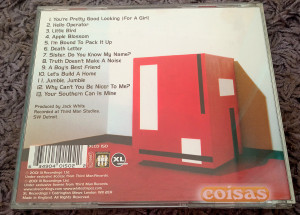 1. You're Pretty Good Looking (For A Girl)
2. Hello Operator
3. Little Bird
4. Apple Blossom
5. I'm Bound To Pack It Up
6. Death Letter
7. Sister, Do You Know My Name?
8. Truth Doesn't Make A Noise
9. A Boy's Best Friend
10. Let's Build A Home
11. Jumble, Jumble
12. Why Can't You Be Nicer To Me?
13. Your Southern Can Is Mine
Produced by Jack White
Recorded at Third Man Studios,
SW Detroit
XL
coisas